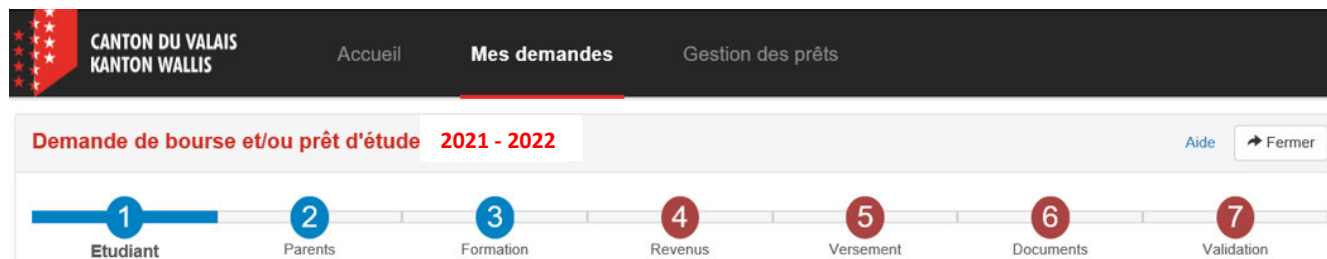 CANTON DU VALAIS
KANTON WALLIS
Accueil Mes demandes Gestion des prêts
Demande de bourse et/ou prêt d'étude 2021 - 2022 Aide Fermer
1 2 3 4 5 6 7
Etudiant Parents Formation Revenus Versement Documents Validation